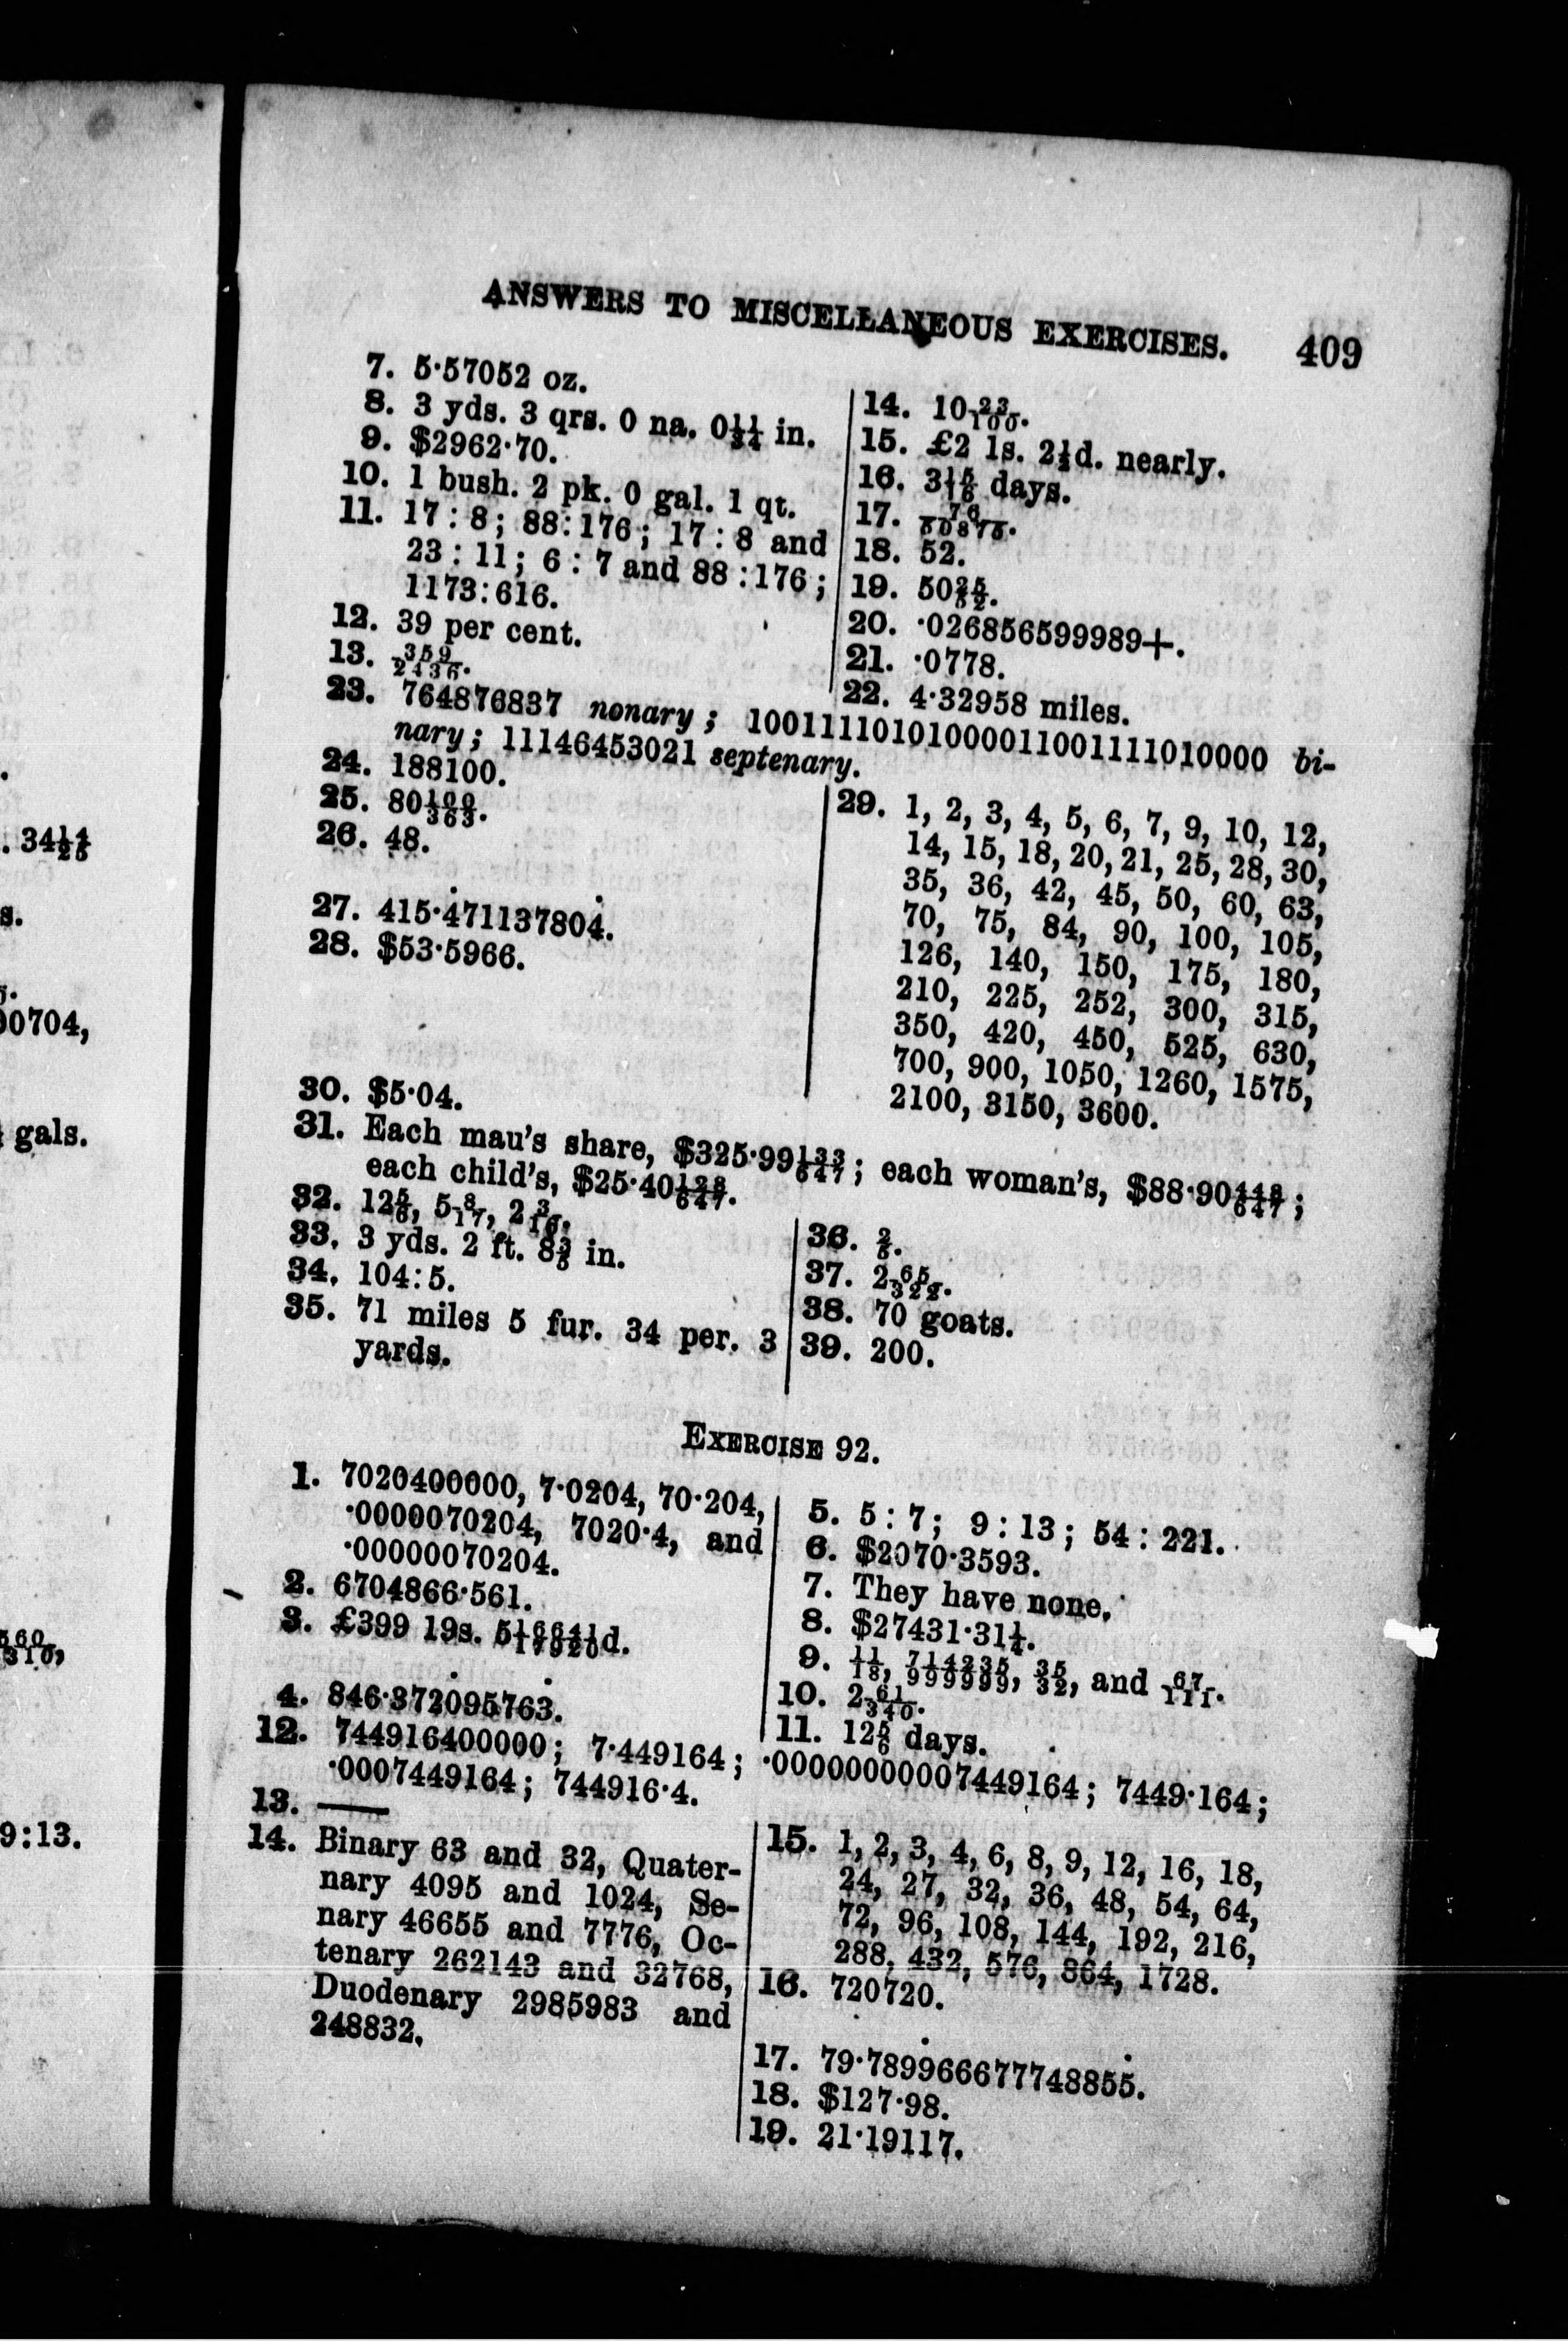 ANSWERS TO MISCELLANEOUS EXERCISES. 409
7. 5·57052 oz.
8. 3 yds. 3 qrs. 0 na. 0 11/34 in.
9. $2962·70.
10. 1 bush. 2 pk. 0 gal. 1 qt.
11. 17 : 8; 88:176; 17 : 8 and
23 : 11; 6 : 7 and 88 :176;
1173:616.
12. 39 per cent.
13. 359/2436.
14. 10 23/100.
15. £2 1s. 2½d. nearly.
16. 3 15/16 days.
17. 76/50875.
18. 52.
19. 50 25/52.
20. ·026856599989+.
21. ·0778.
22. 4·32958 miles.
23. 764876837 nonary; 1001111010100001100111101‌0000 bi-
nary; 11146453021 septenary.
24. 188100.
25. 80 100/363.
26. 48.
27. 415·471137804.
28. $53·5966.
29. 1, 2, 3, 4, 5, 6, 7, 9, 10, 12,
14, 15, 18, 20, 21, 25, 28, 30,
35, 36, 42, 45, 50, 60, 63,
70, 75, 84, 90, 100, 105,
126, 140, 150, 175, 180,
210, 225, 252, 300, 315,
350, 420, 450, 525, 630,
700, 900, 1050, 1260, 1575,
2100, 3150, 3600.
30. $5·04.
31. Each mau's share, $325·99 133/647; each woman's, $88·90 448/647;
each child's, $25·40 128/647.
32. 12 5/6, 5 8/17, 2 3/16.
33. 3 yds. 2 ft. 8 3/5 in.
34. 104:5.
35. 71 miles 5 fur. 34 per. 3
yards.
36. 2/5.
37. 2 65/322.
38. 70 goats.
39. 200.
EXERCISE 92.
1. 7020400000, 7·0204, 70·204,
·0000070204, 7020·4, and
·00000070204.
2. 6704866·561.
3. £399 19s. 5 16641/17920d.
4. 846·372095763.
5. 5 : 7; 9 : 13; 54 : 221.
6. $2070·3593.
7. They have none.
8. $27431·31¼.
9. 11/18, 714235/999999, 35/32, and 67/111.
10. 2 61/340.
11. 12 5/6 days.
12. 744916400000; 7·449164; ·00000000007449164; 7449·164;
·0007449164; 744916·4.
13. ——
14. Binary 63 and 32, Quater-
nary 4095 and 1024, Se-
nary 46655 and 7776, Oc-
tenary 262143 and 32768,
Duodenary 2985983 and
248832.
15. 1, 2, 3, 4, 6, 8, 9, 12, 16, 18,
24, 27, 32, 36, 48, 54, 64,
72, 96, 108, 144, 192, 216,
288, 432, 576, 864, 1728.
16. 720720.
17. 79·789966677748855.
18. $127·98.
19. 21·19117.
. 34 14/25
s.
00704,
gals.
9:13.